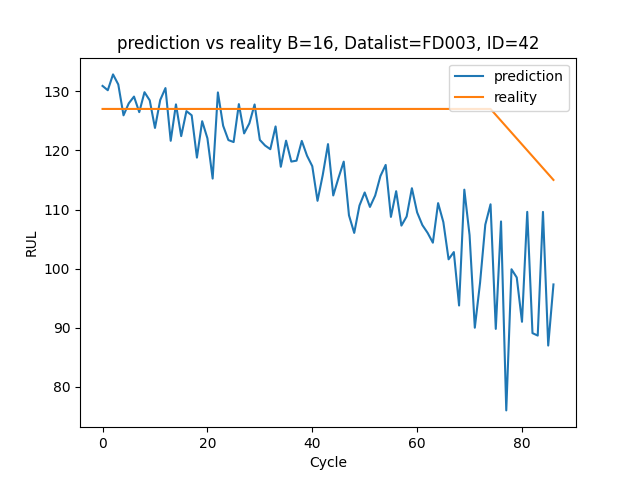 prediction vs reality B=16, Datalist=FD003, ID=42
prediction
reality
130
120
110
100
90
80
RUL
0 20 40 60 80
Cycle